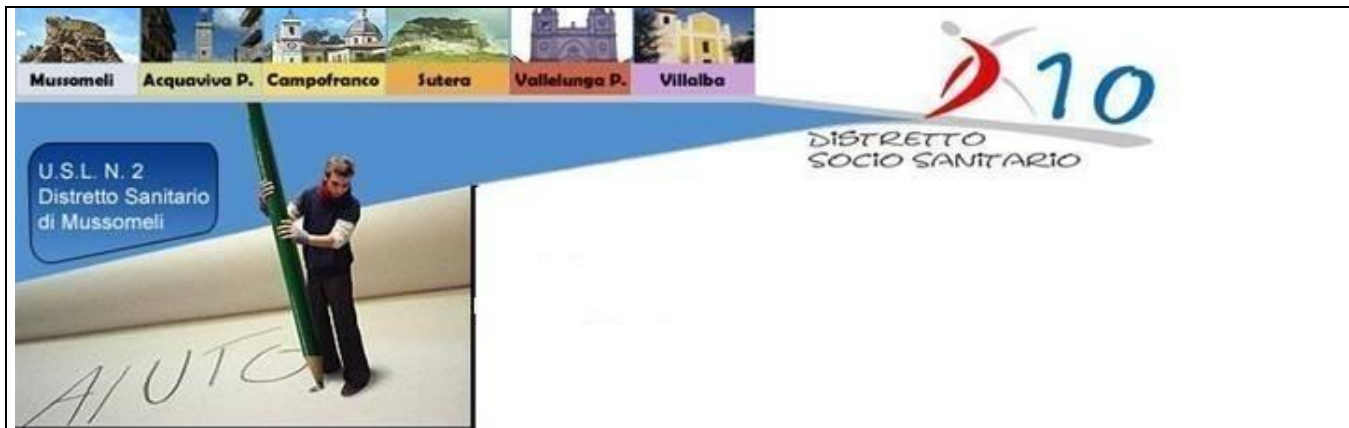 Mussomeli Acquaviva P. Campofranco Sutera Vallelunga P. Villalba
10
DISTRETTO
SOCIO SANITARIO
U.S.L. N. 2
Distretto Sanitario
di Mussomeli
AIUTO